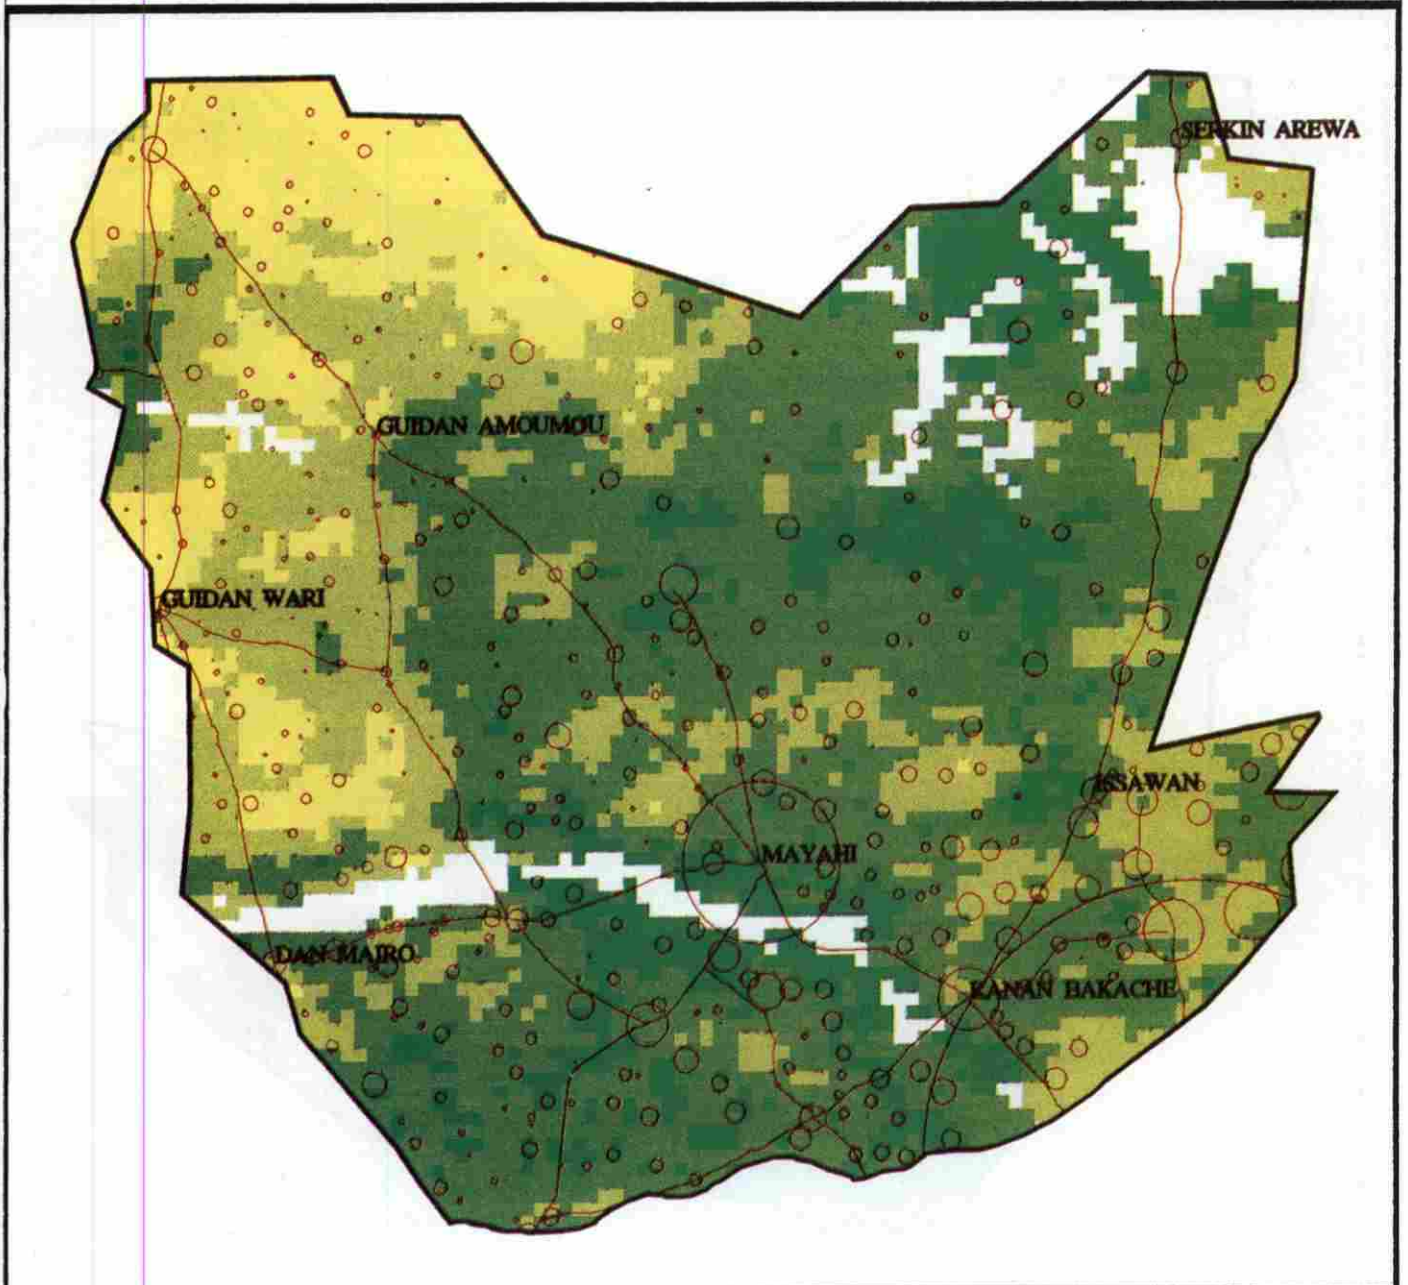 SERKIN AREWA
GUIDAN AMOUMOU
GUIDAN WARI
ISSAWAN
MAYAHI
DAN MAIRO
KANAN BAKACHE